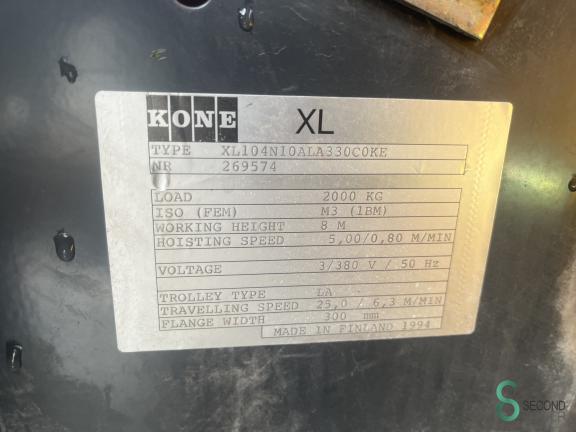 KONE XL
TYPE XL104NI0ALA330C0KE
NR 269574
LOAD 2000 KG
ISO (FEM) M3 (1BM)
WORKING HEIGHT 8 M
HOISTING SPEED 5,00/0,80 M/MIN
VOLTAGE 3/380 V / 50 Hz
TROLLEY TYPE LA
TRAVELLING SPEED 25,0 / 6,3 M/MIN
FLANGE WIDTH 300 mm
MADE IN FINLAND 1994
SECOND